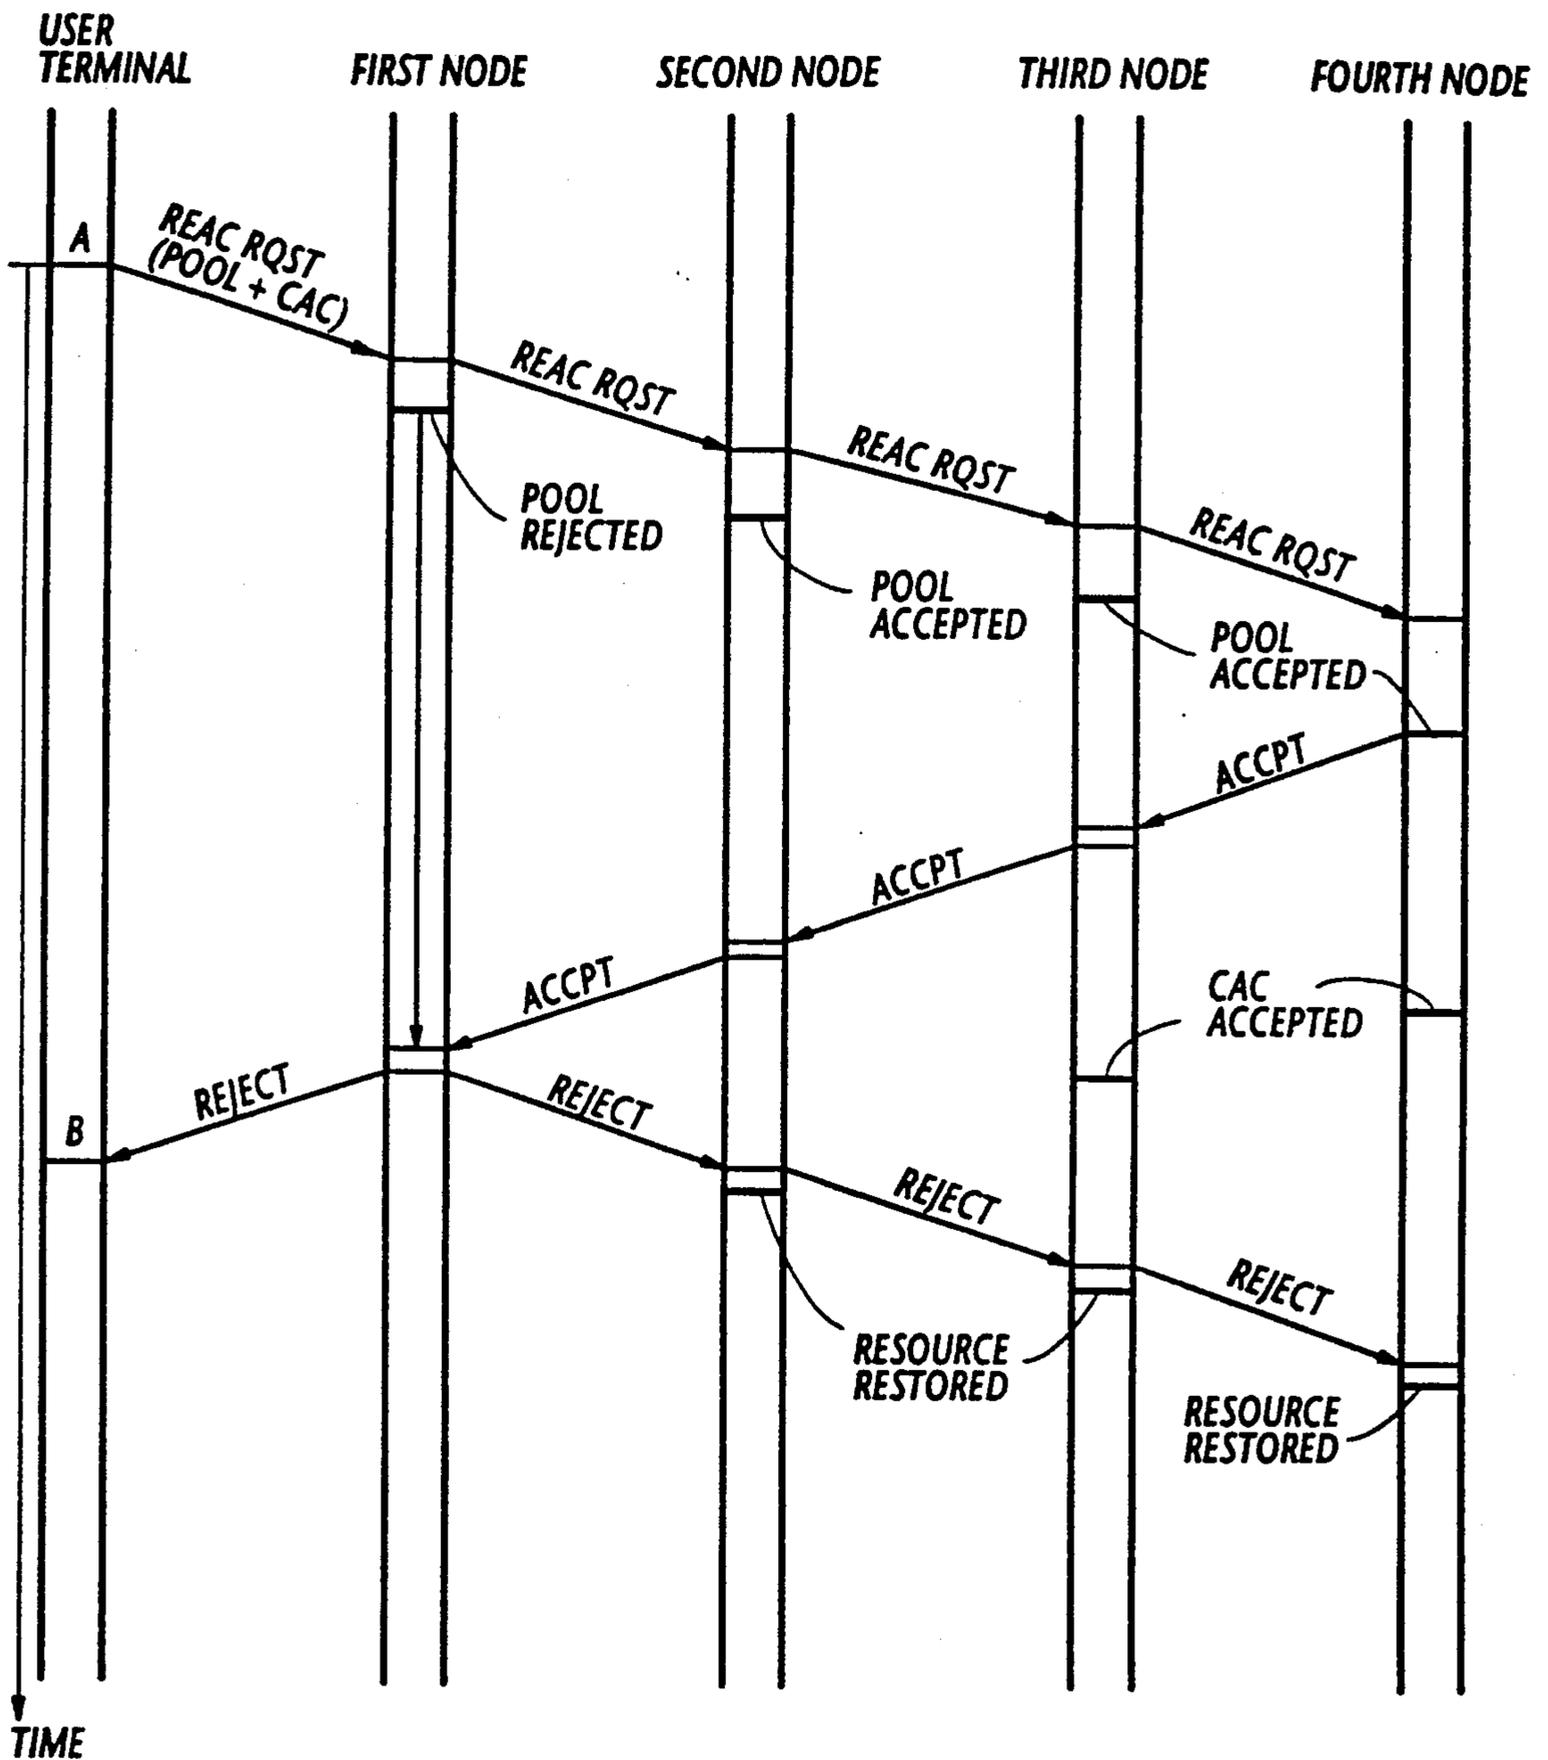 USER
TERMINAL
FIRST NODE
SECOND NODE
THIRD NODE
FOURTH NODE
A
REAC RQST
(POOL + CAC)
REAC RQST
REAC RQST
REAC RQST
POOL
REJECTED
POOL
ACCEPTED
POOL
ACCEPTED
ACCPT
ACCPT
ACCPT
CAC
ACCEPTED
REJECT
REJECT
B
REJECT
REJECT
RESOURCE
RESTORED
RESOURCE
RESTORED
TIME